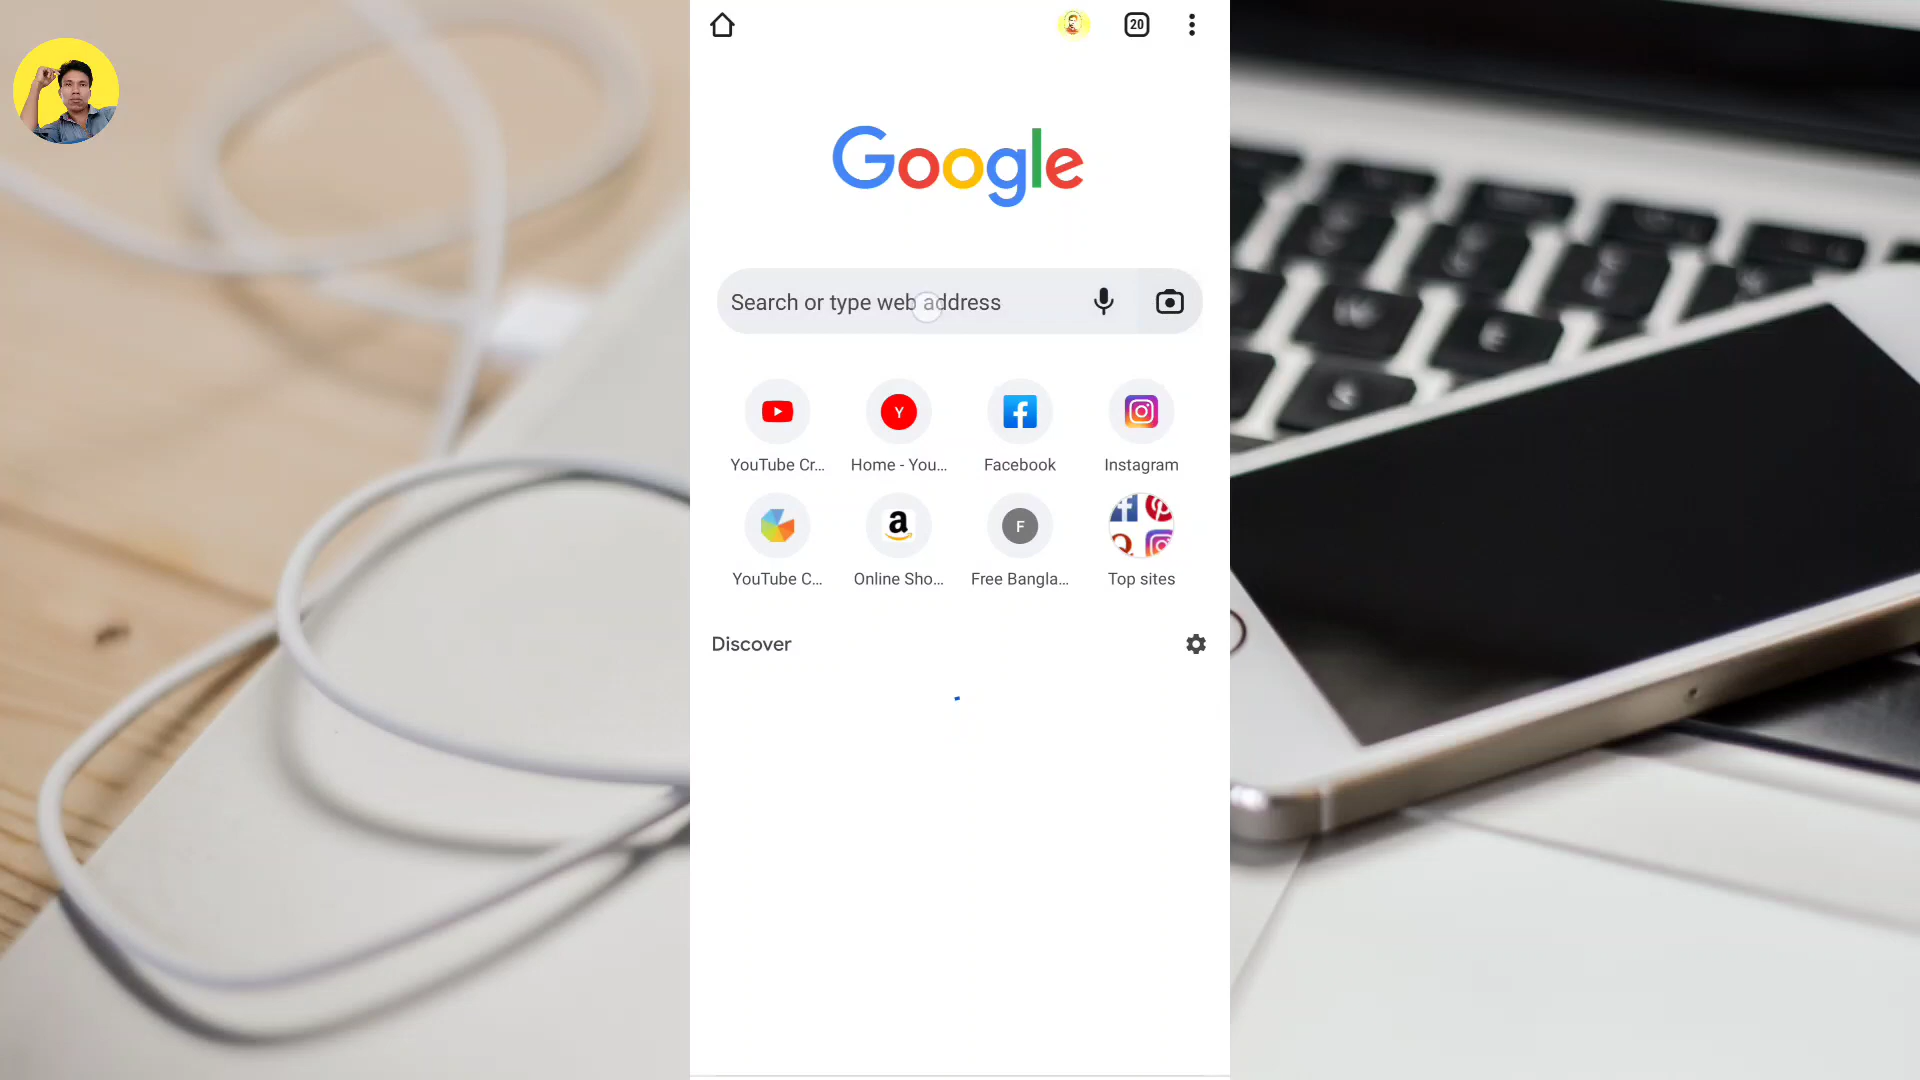 20
Google
Search or type web address
Y
YouTube Cr...
Home - You...
Facebook
Instagram
a
F
YouTube C...
Online Sho...
Free Bangla...
Top sites
Discover
W
E
S